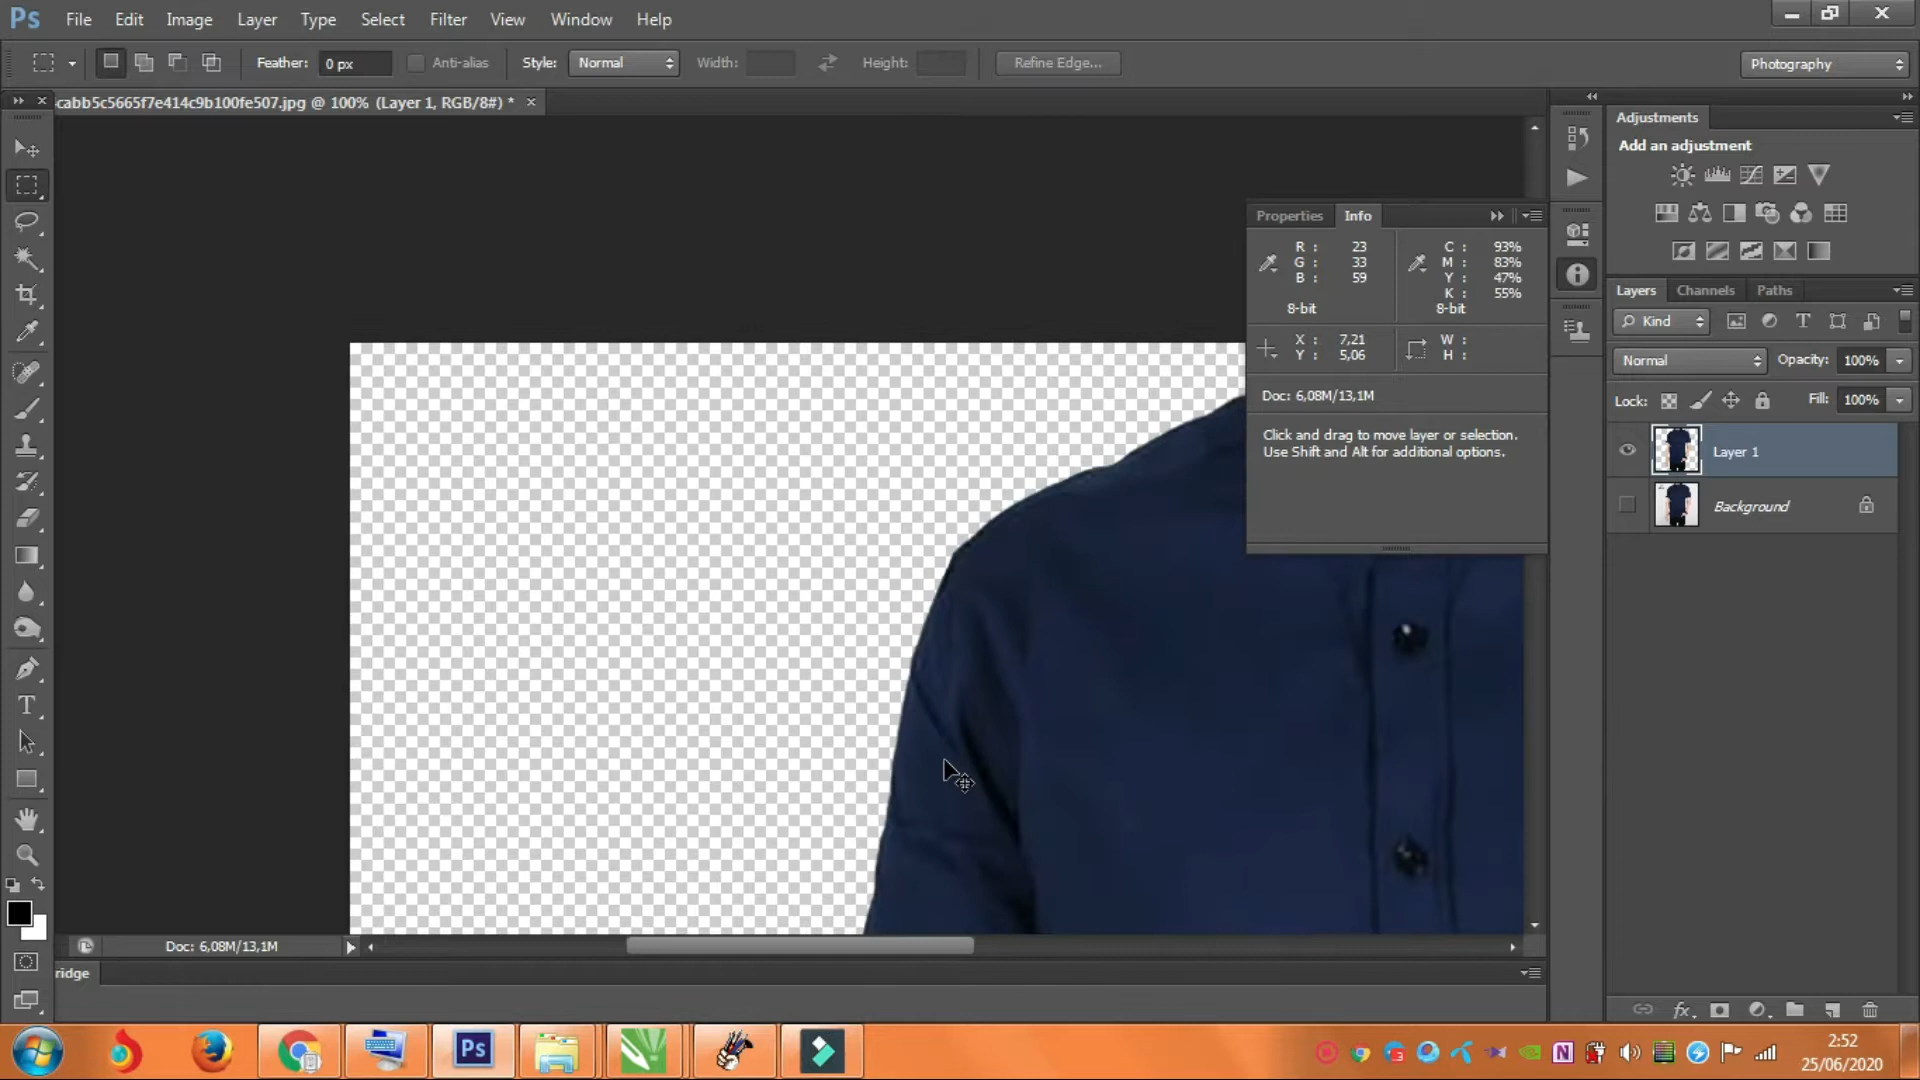 Ps File Edit Image Layer Type Select Filter View Window Help
Feather: 0 px Anti-alias Style: Normal Width: Height: Refine Edge... Photography
cabb5c5665f7e414c9b100fe507.jpg @ 100% (Layer 1, RGB/8#) *
Adjustments
Add an adjustment
Properties Info
R : 23 C : 93%
G : 33 M : 83%
B : 59 Y : 47%
K : 55%
8-bit 8-bit
X : 7,21 W :
Y : 5,06 H :
Doc: 6,08M/13,1M
Click and drag to move layer or selection.
Use Shift and Alt for additional options.
Layers Channels Paths
Kind
Normal Opacity: 100%
Lock: Fill: 100%
Layer 1
Background
Doc: 6,08M/13,1M
ridge
fx
Ps
N
2:52
25/06/2020